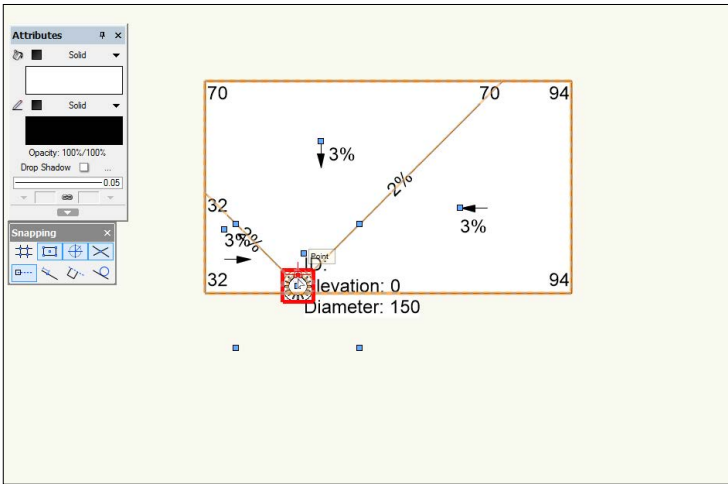 Attributes
Solid
Solid
Opacity: 100%/100%
Drop Shadow ...
0.05
Snapping
70
70
94
3%
2%
32
3%
2%
3%
Point
ID:
32
Elevation: 0
94
Diameter: 150